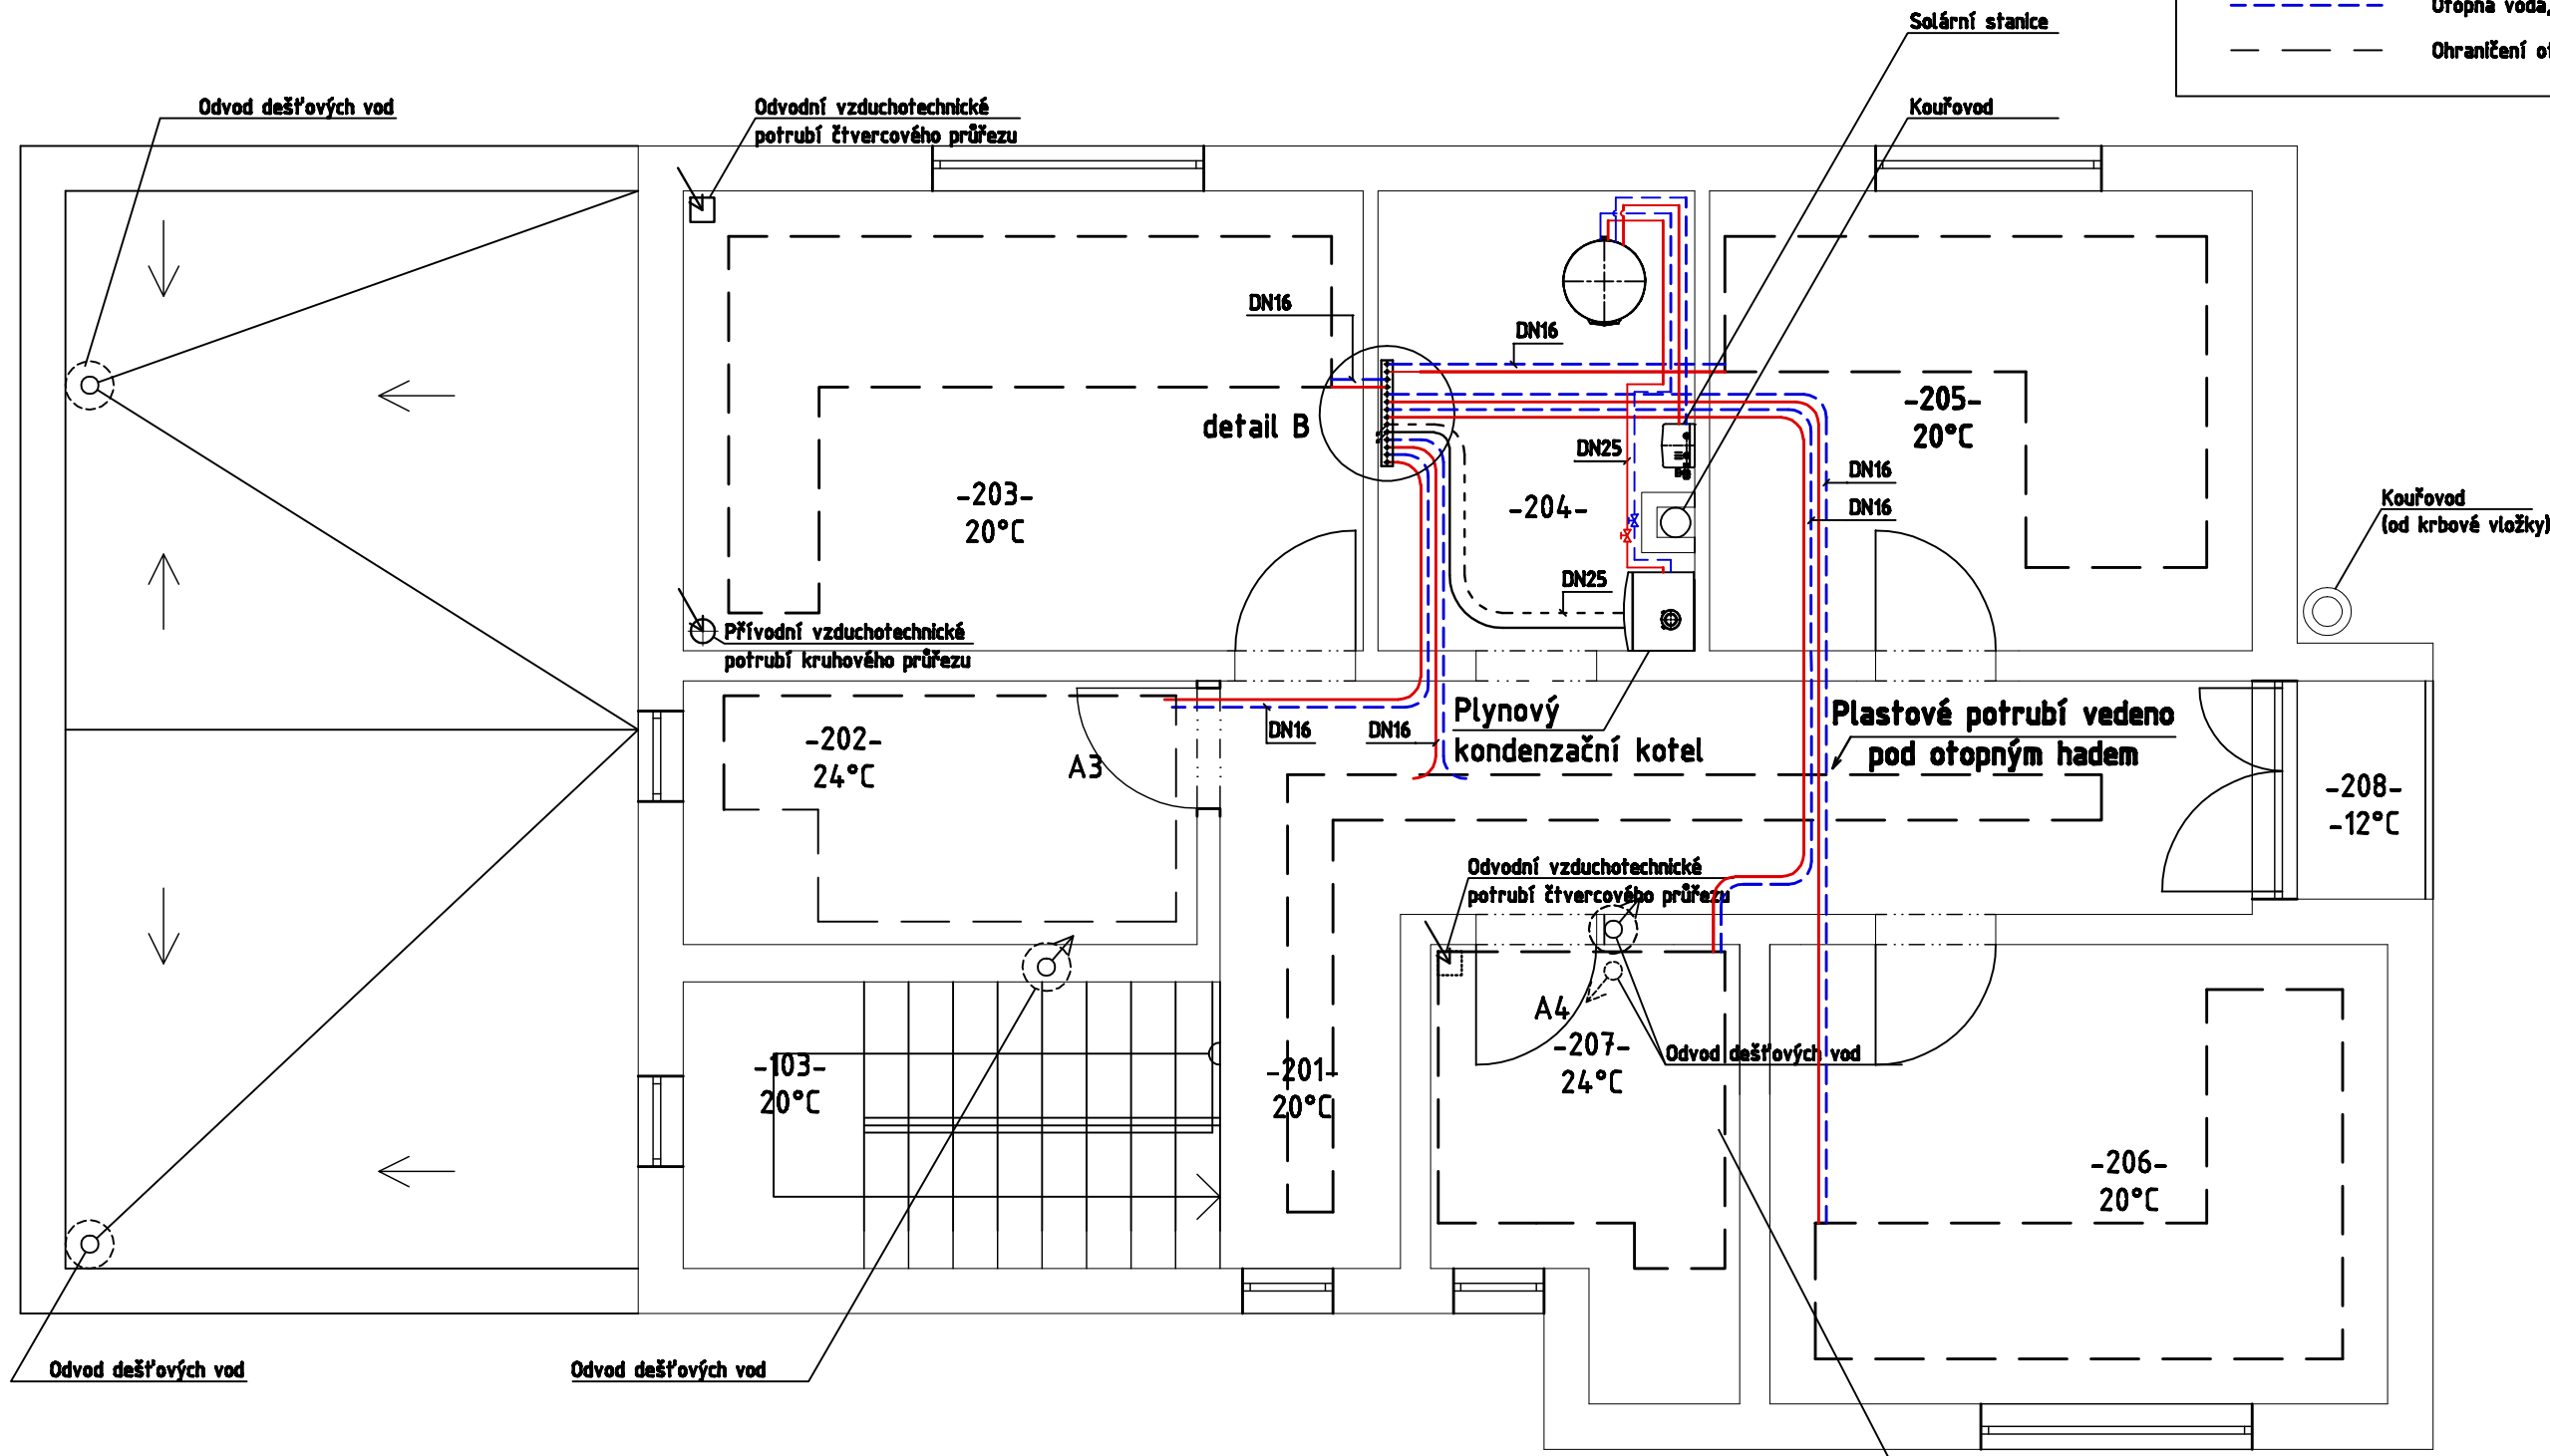 Otopná voda,
Ohraničení
Solární stanice
Kouřovod
Odvod dešťových vod
Odvodní vzduchotechnické
potrubí čtvercového průřezu
DN16
DN16
detail B
-205-
20°C
DN25
DN16
DN16
-203-
20°C
-204-
Kouřovod
(od krbové vložky)
DN25
Přívodní vzduchotechnické
potrubí kruhového průřezu
-202-
24°C
A3
DN16
DN16
Plynový
kondenzační kotel
Plastové potrubí vedeno
pod otopným hadem
-208-
-12°C
Odvodní vzduchotechnické
potrubí čtvercového průřezu
A4
-207-
24°C
Odvod dešťových vod
-103-
20°C
-201-
20°C
-206-
20°C
Odvod dešťových vod
Odvod dešťových vod